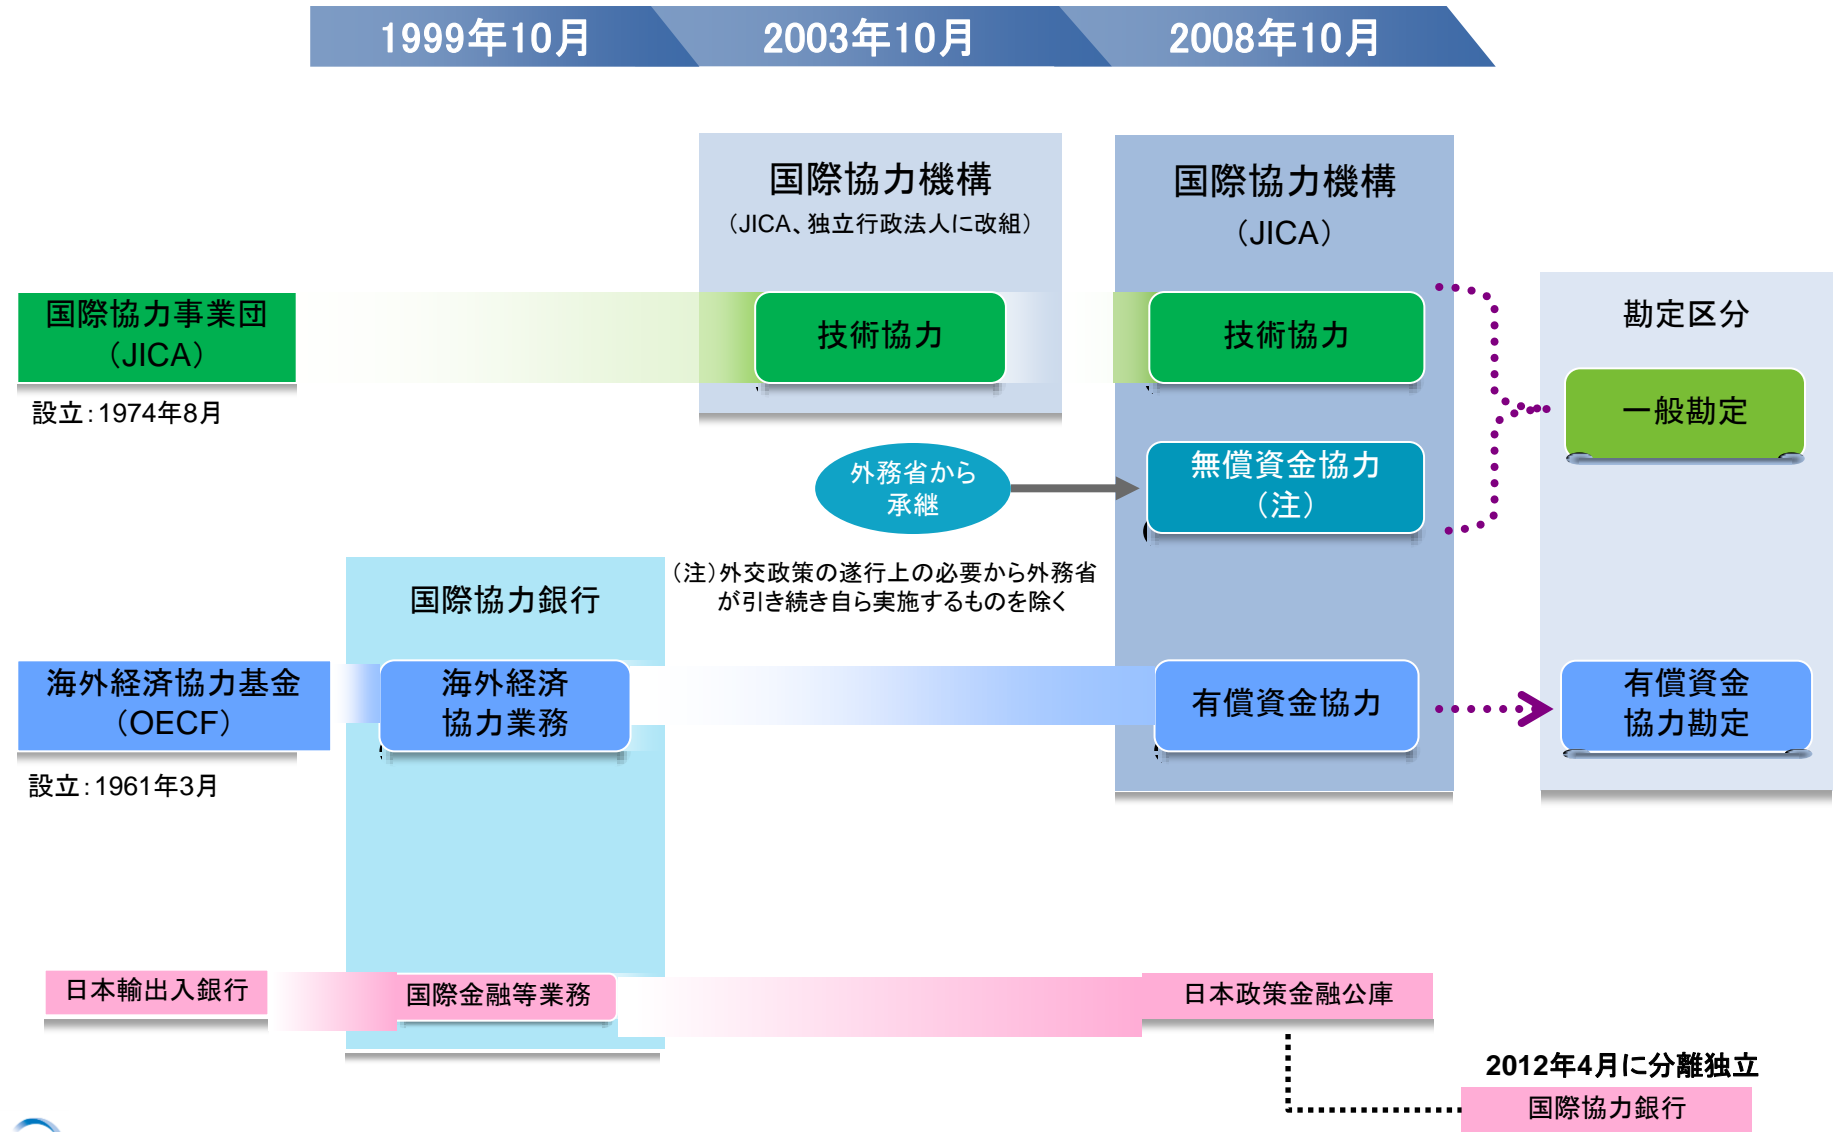 1999年10月
2003年10月
2008年10月
国際協力機構
（JICA、独立行政法人に改組）
国際協力機構
（JICA）
国際協力事業団
（JICA）
設立：1974年8月
技術協力
技術協力
勘定区分
一般勘定
外務省から
承継
無償資金協力
（注）
（注）外交政策の遂行上の必要から外務省
が引き続き自ら実施するものを除く
国際協力銀行
海外経済協力基金
（OECF）
設立：1961年3月
海外経済
協力業務
有償資金協力
有償資金
協力勘定
日本輸出入銀行
国際金融等業務
日本政策金融公庫
2012年4月に分離独立
国際協力銀行